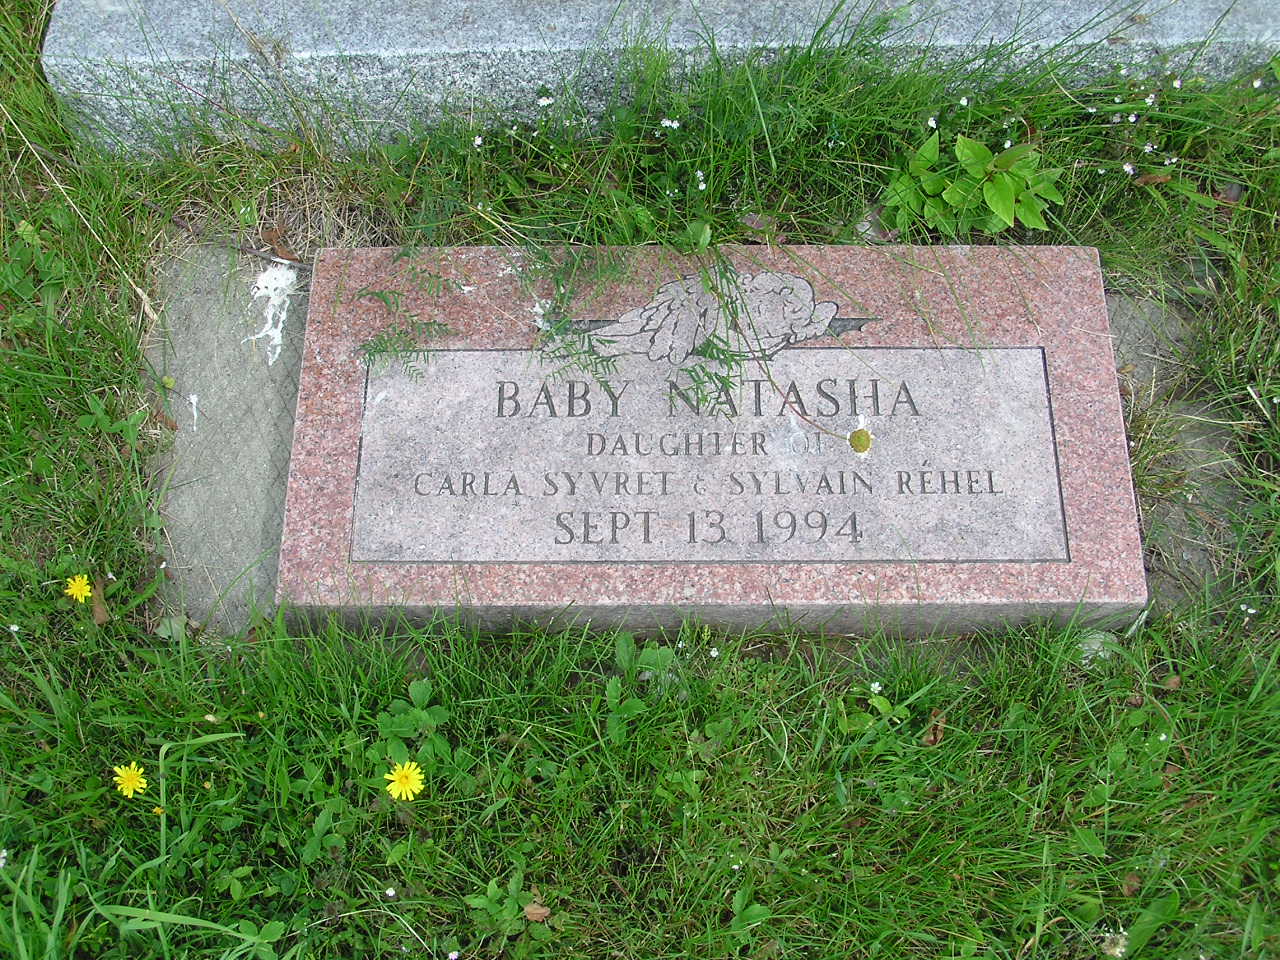 BABY NATASHA
DAUGHTER OF
CARLA SYVRET & SYLVAIN RÉHEL
SEPT 13 1994